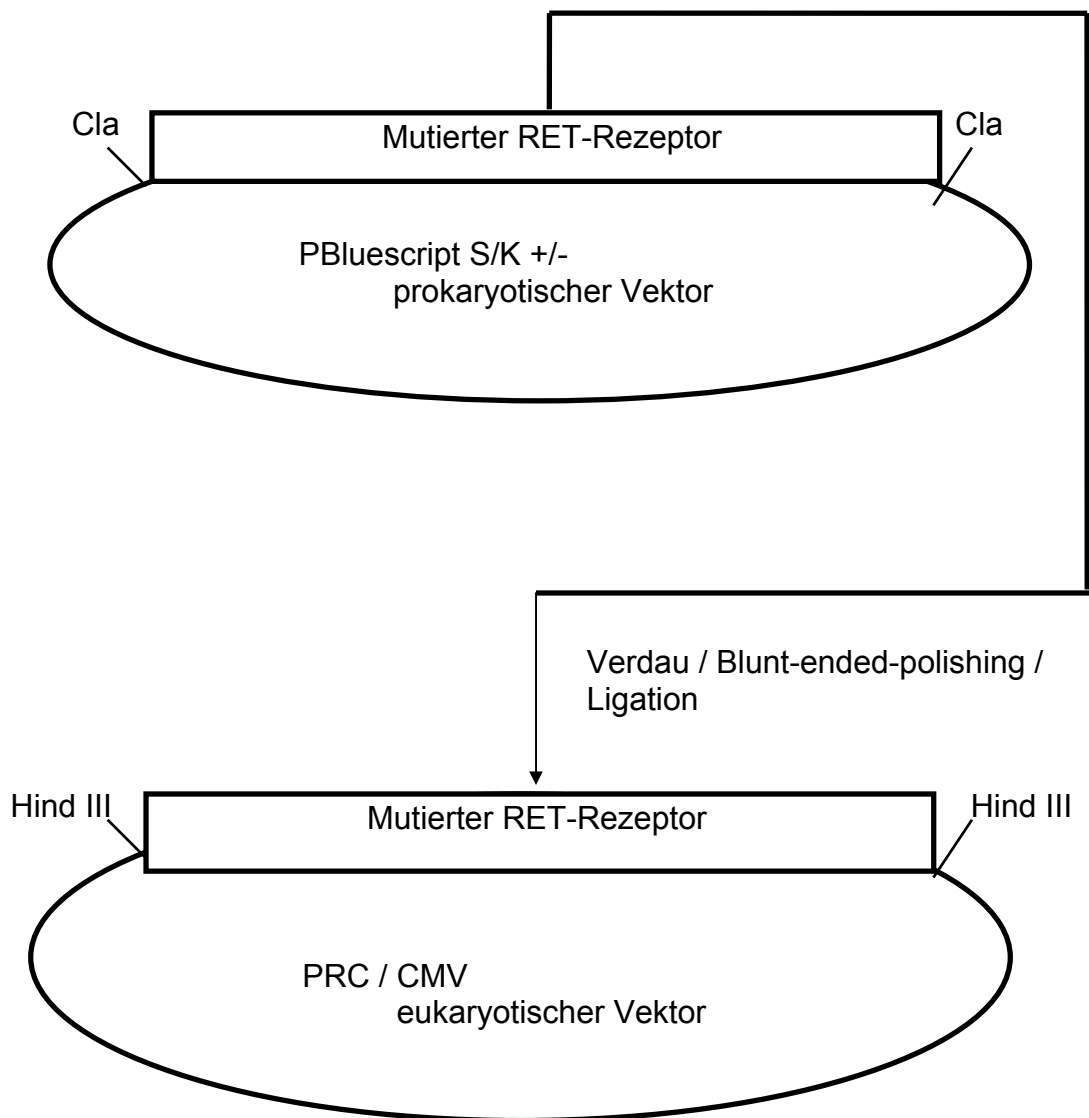 Cla
Cla
Mutierter RET-Rezeptor
PBluescript S/K +/-
prokaryotischer Vektor
Verdau / Blunt-ended-polishing /
Ligation
Hind III
Hind III
Mutierter RET-Rezeptor
PRC / CMV
eukaryotischer Vektor